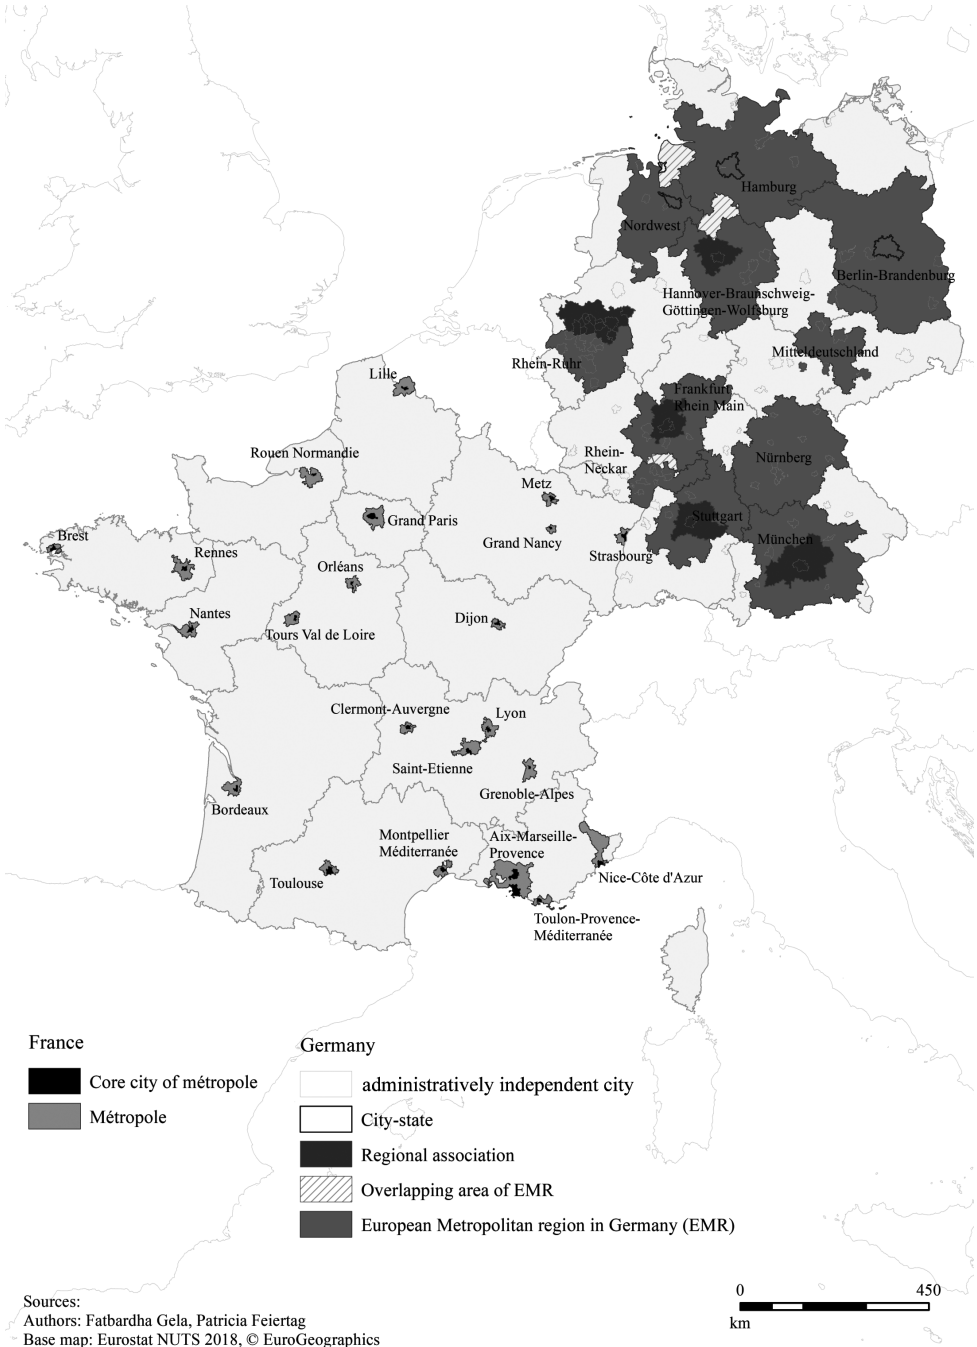 Hamburg
Nordwest
Berlin-Brandenburg
Hannover-Braunschweig-
Göttingen-Wolfsburg
Mitteldeutschland
Rhein-Ruhr
Lille
Frankfurt
Rhein Main
Rouen Normandie
Rhein-
Neckar
Nürnberg
Metz
Grand Paris
Stuttgart
Brest
Grand Nancy
München
Rennes
Strasbourg
Orléans
Nantes
Dijon
Tours Val de Loire
Clermont-Auvergne
Lyon
Saint-Etienne
Grenoble-Alpes
Bordeaux
Montpellier
Méditerranée
Aix-Marseille-
Provence
Toulouse
Nice-Côte d'Azur
Toulon-Provence-
Méditerranée
France
Core city of métropole
Métropole
Germany
administratively independent city
City-state
Regional association
Overlapping area of EMR
European Metropolitan region in Germany (EMR)
0 450
km
Sources:
Authors: Fatbardha Gela, Patricia Feiertag
Base map: Eurostat NUTS 2018, © EuroGeographics